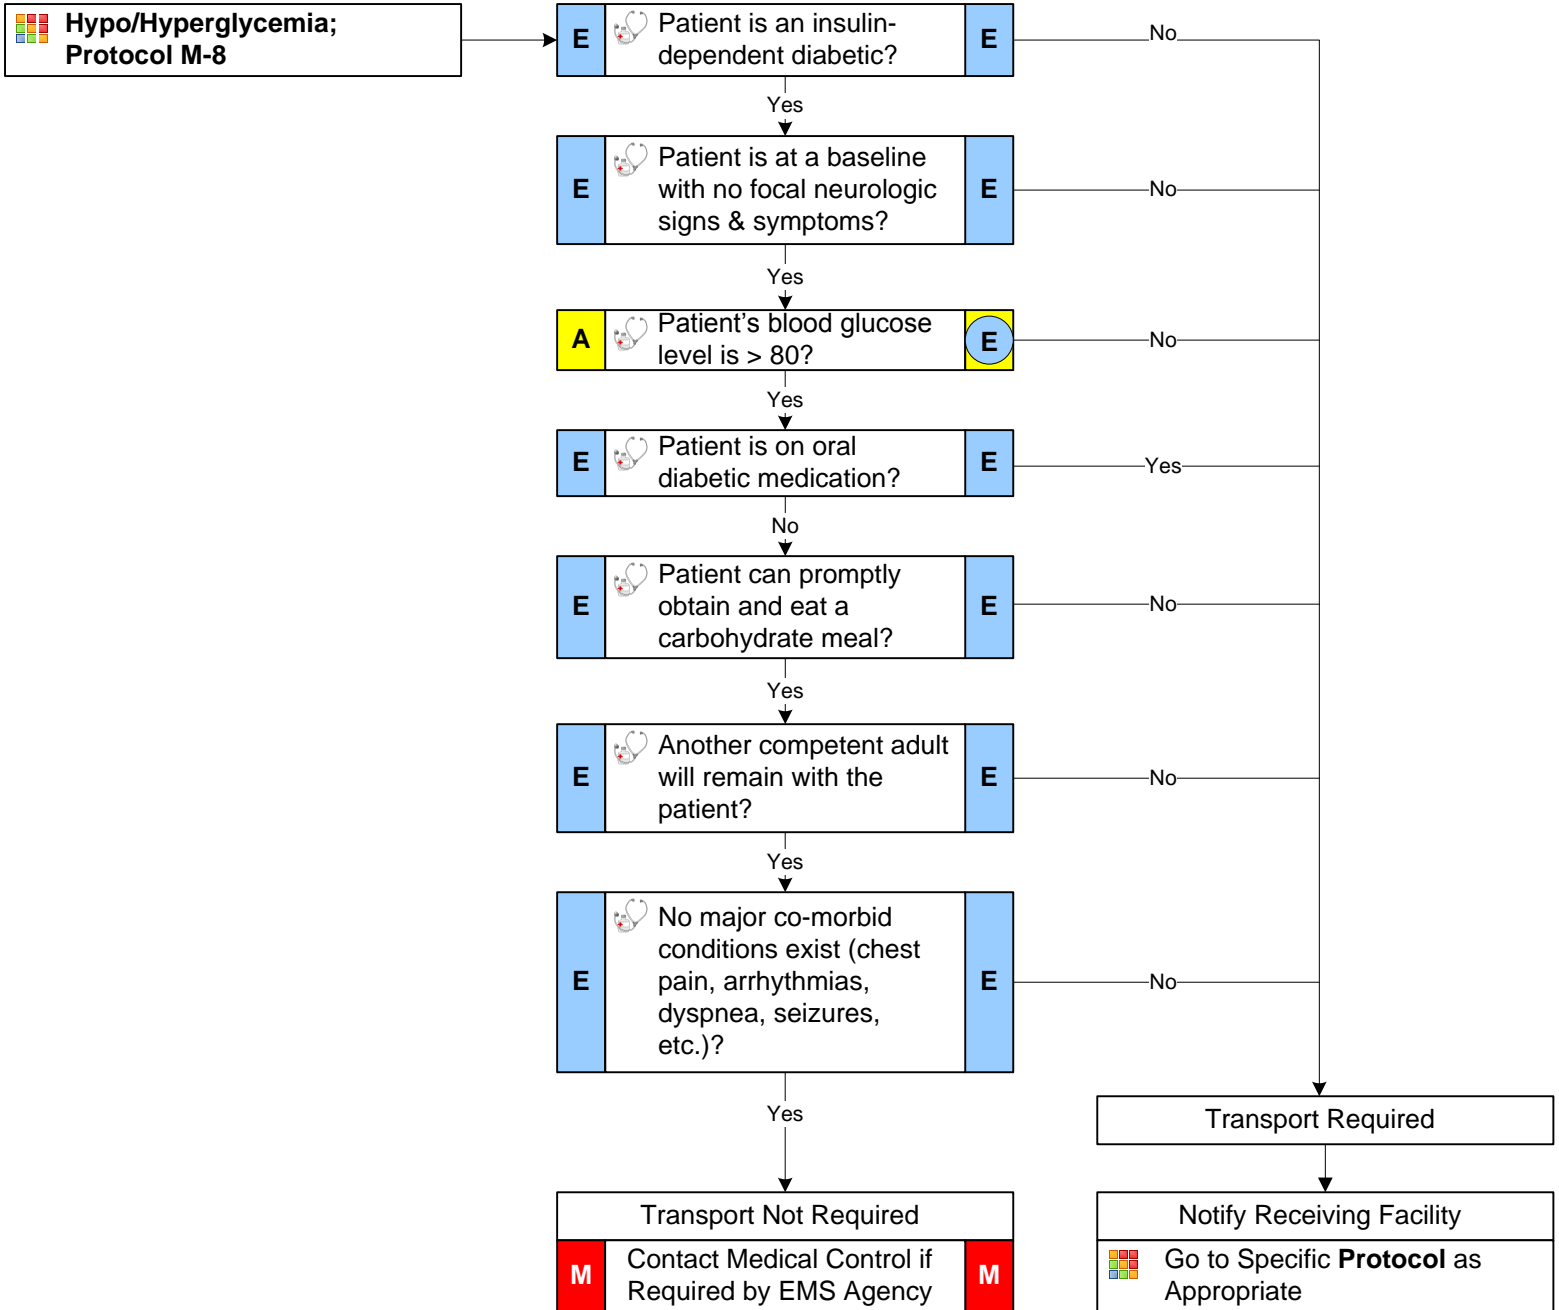 Hypo/Hyperglycemia;
Protocol M-8
E
Patient is an insulin-
dependent diabetic?
E
No
Yes
E
Patient is at a baseline
with no focal neurologic
signs & symptoms?
E
No
Yes
A
Patient's blood glucose
level is > 80?
E
No
Yes
E
Patient is on oral
diabetic medication?
E
Yes
No
E
Patient can promptly
obtain and eat a
carbohydrate meal?
E
No
Yes
E
Another competent adult
will remain with the
patient?
E
No
Yes
E
No major co-morbid
conditions exist (chest
pain, arrhythmias,
dyspnea, seizures,
etc.)?
E
No
Yes
Transport Required
Transport Not Required
M
Contact Medical Control if
Required by EMS Agency
M
Notify Receiving Facility
Go to Specific Protocol as
Appropriate